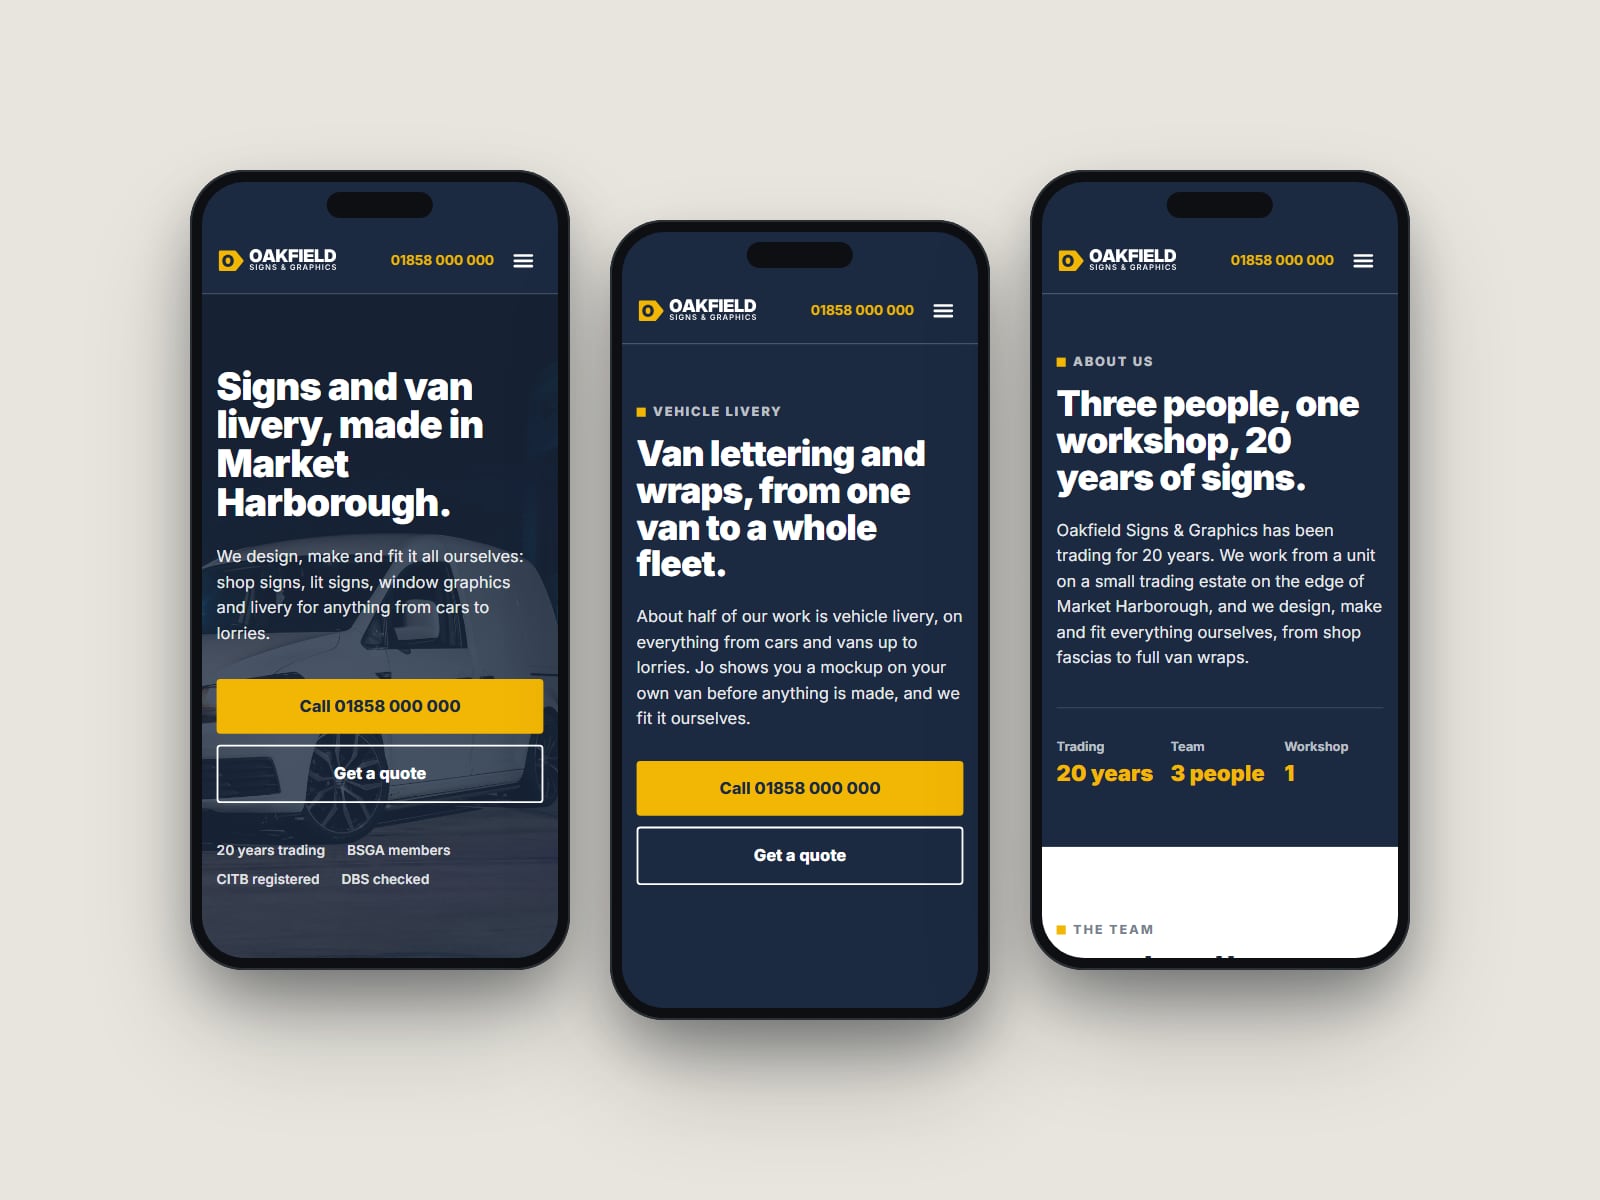 O OAKFIELD
SIGNS & GRAPHICS
01858 000 000
Signs and van
livery, made in
Market
Harborough.
We design, make and fit it all ourselves:
shop signs, lit signs, window graphics
and livery for anything from cars to
lorries.
Call 01858 000 000
Get a quote
20 years trading BSGA members
CITB registered DBS checked
O OAKFIELD
SIGNS & GRAPHICS
01858 000 000
VEHICLE LIVERY
Van lettering and
wraps, from one
van to a whole
fleet.
About half of our work is vehicle livery, on
everything from cars and vans up to
lorries. Jo shows you a mockup on your
own van before anything is made, and we
fit it ourselves.
Call 01858 000 000
Get a quote
O OAKFIELD
SIGNS & GRAPHICS
01858 000 000
ABOUT US
Three people, one
workshop, 20
years of signs.
Oakfield Signs & Graphics has been
trading for 20 years. We work from a unit
on a small trading estate on the edge of
Market Harborough, and we design, make
and fit everything ourselves, from shop
fascias to full van wraps.
Trading Team Workshop
20 years 3 people 1
THE TEAM